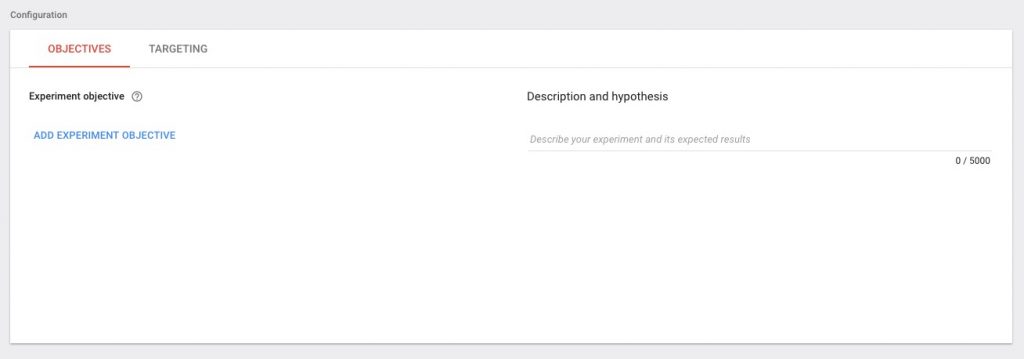 Configuration
OBJECTIVES TARGETING
Experiment objective
ADD EXPERIMENT OBJECTIVE
Description and hypothesis
Describe your experiment and its expected results
0 / 5000